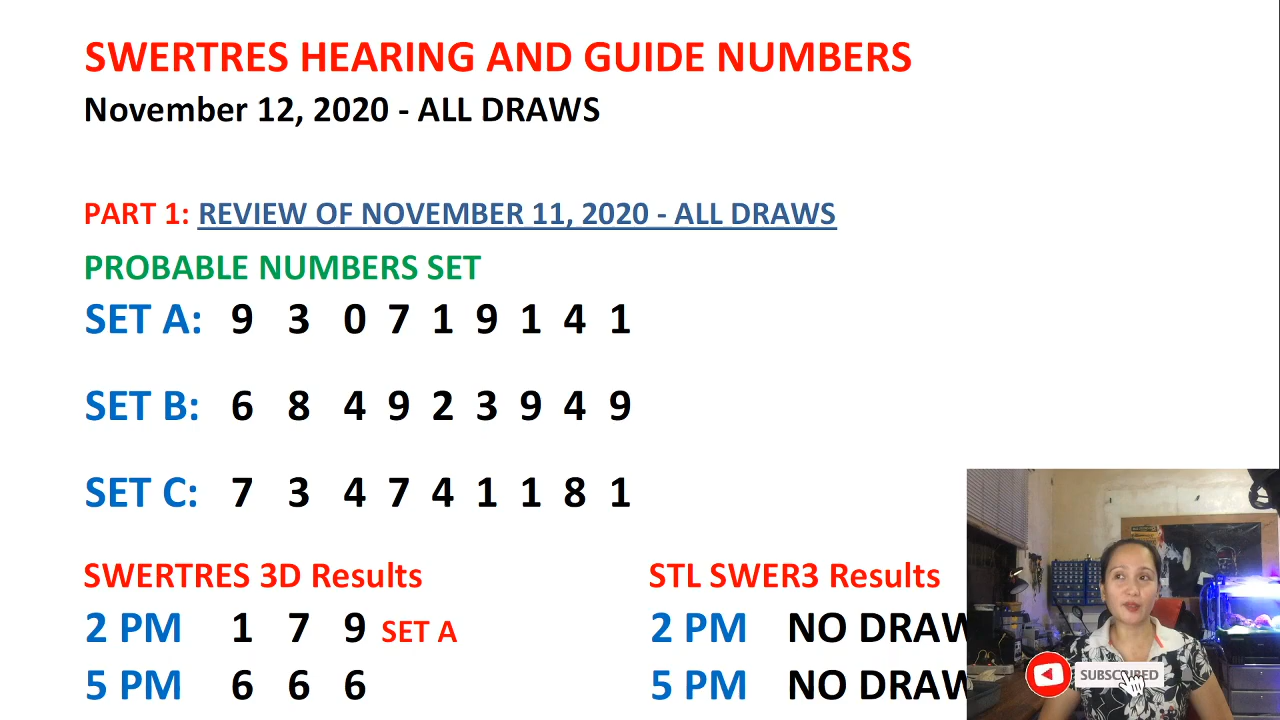 SWERTRES HEARING AND GUIDE NUMBERS
November 12, 2020 - ALL DRAWS
PART 1: REVIEW OF NOVEMBER 11, 2020 - ALL DRAWS
PROBABLE NUMBERS SET
SET A: 9 3 0 7 1 9 1 4 1
SET B: 6 8 4 9 2 3 9 4 9
SET C: 7 3 4 7 4 1 1 8 1
SWERTRES 3D Results
2 PM 1 7 9 SET A
5 PM 6 6 6
STL SWER3 Results
2 PM NO DRAW
5 PM NO DRAW
SUBSCRIBED